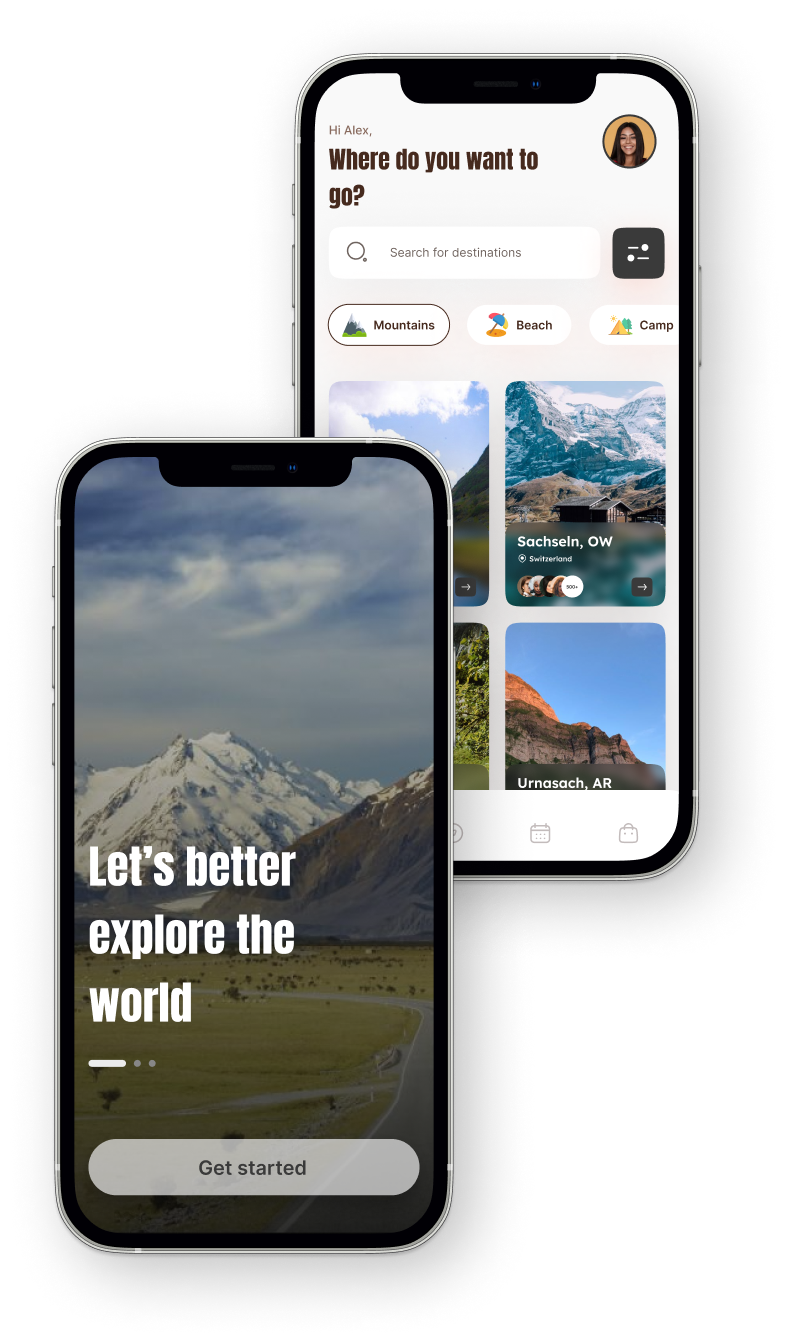 Hi Alex,
Where do you want to
go?
Search for destinations
Mountains
Beach
Camp
Sachseln, OW
Switzerland
500+
Urnasach, AR
Let's better
explore the
world
Get started